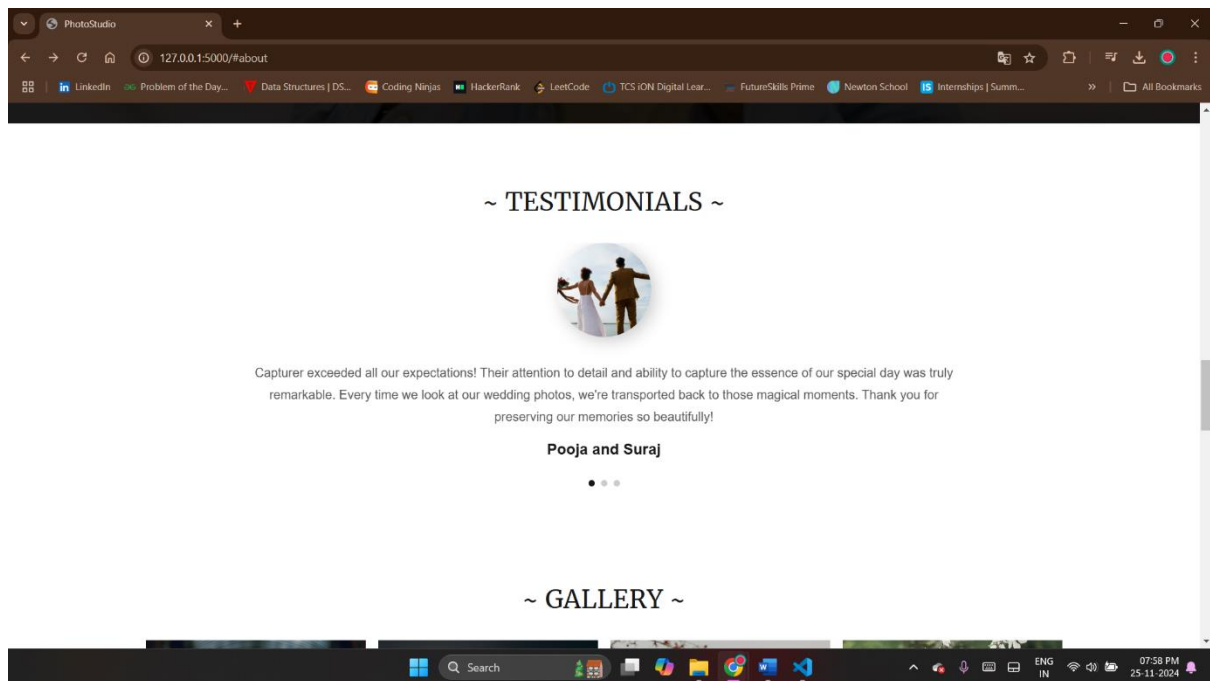 PhotoStudio
127.0.0.1:5000/#about
LinkedIn Problem of the Day... Data Structures | DS... Coding Ninjas HackerRank LeetCode TCS iON Digital Lear... FutureSkills Prime Newton School Internships | Summ... » All Bookmarks
~ TESTIMONIALS ~
Capturer exceeded all our expectations! Their attention to detail and ability to capture the essence of our special day was truly
remarkable. Every time we look at our wedding photos, we're transported back to those magical moments. Thank you for
preserving our memories so beautifully!
Pooja and Suraj
~ GALLERY ~
Search
ENG
IN
07:58 PM
25-11-2024